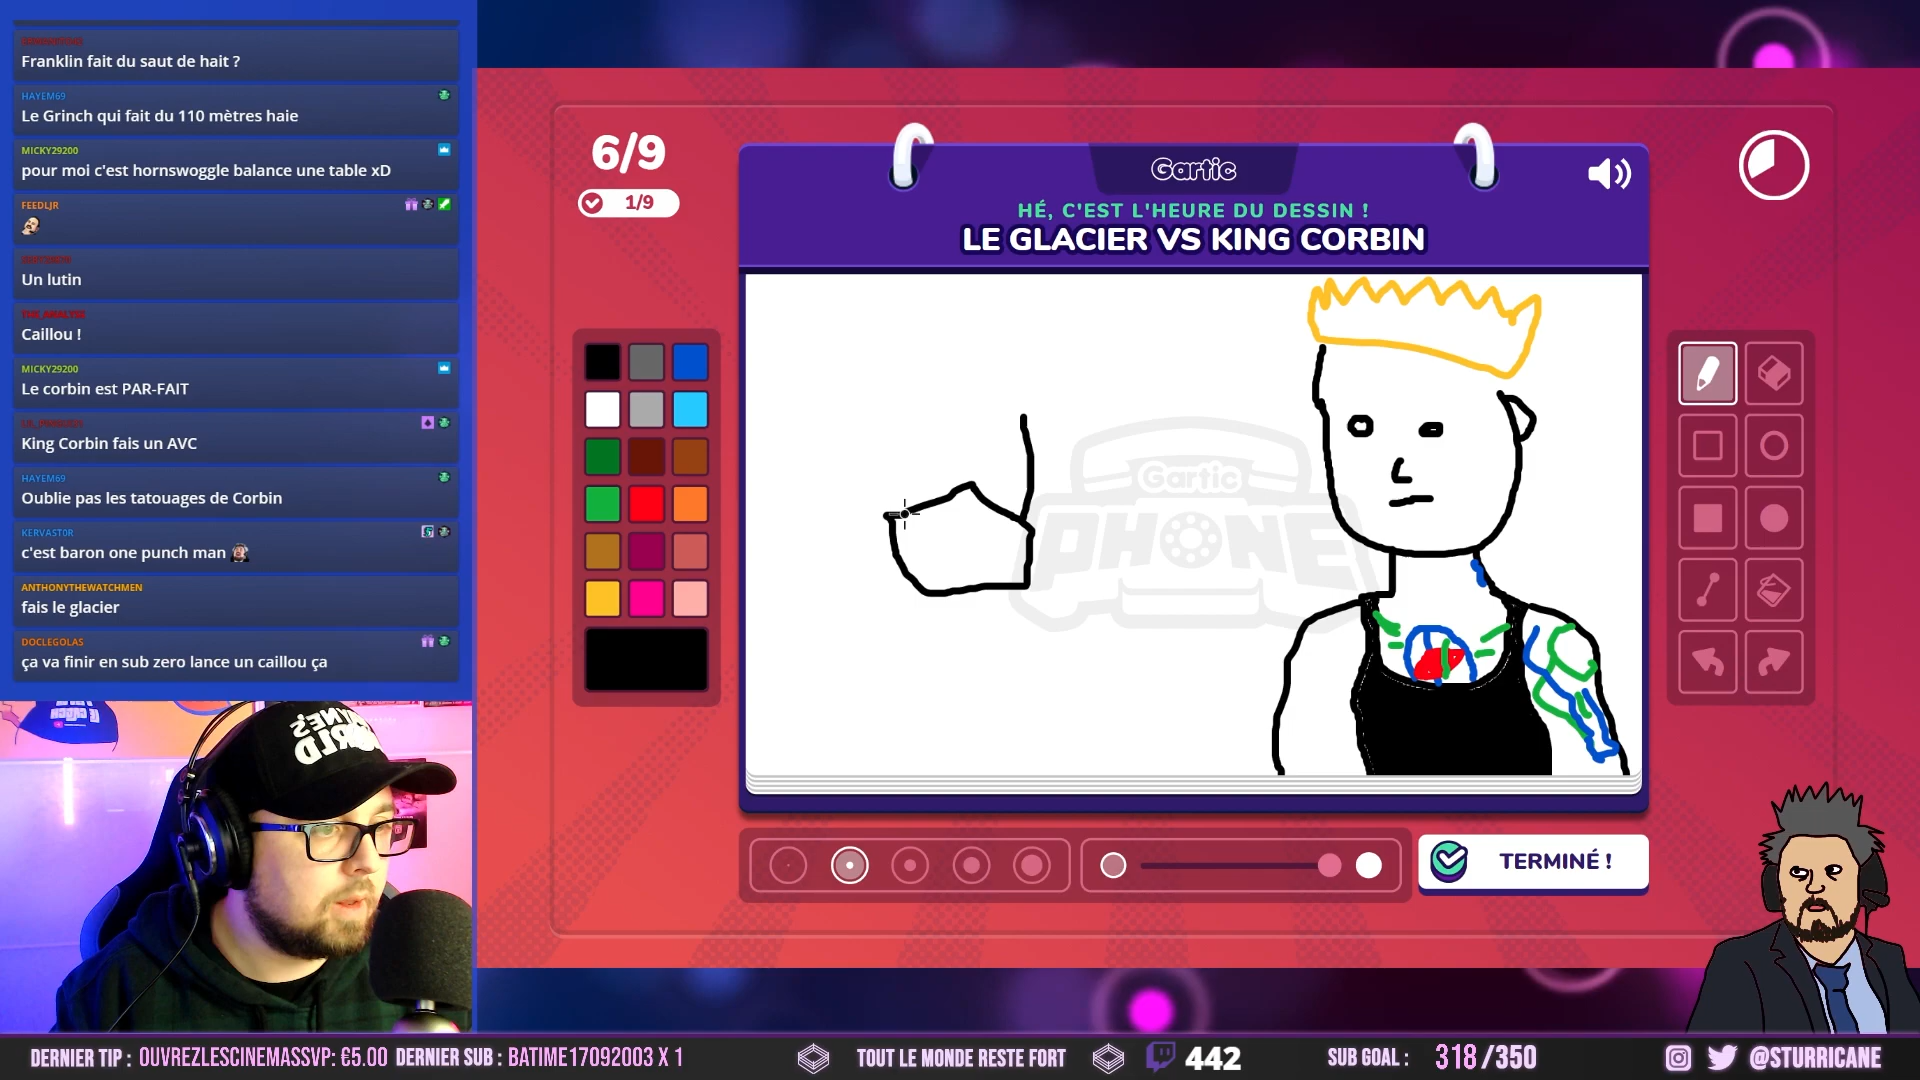 Franklin fait du saut de hait ?
HAYEM69
Le Grinch qui fait du 110 mètres haie
MICKY29200
pour moi c'est hornswoggle balance une table xD
FEEDLJR
Un lutin
THE_ANALYSE
Caillou !
MICKY29200
Le corbin est PAR-FAIT
King Corbin fais un AVC
HAYEM69
Oublie pas les tatouages de Corbin
KERVAST0R
c'est baron one punch man
ANTHONYTHEWATCHMEN
fais le glacier
DOCLEGOLAS
ça va finir en sub zero lance un caillou ça
6/9
1/9
Gartic
HÉ, C'EST L'HEURE DU DESSIN !
LE GLACIER VS KING CORBIN
Gartic
PHONE
TERMINÉ !
WORLD
DERNIER TIP : OUVREZLESCINEMASSVP: €5.00 DERNIER SUB : BATIME17092003 X 1
TOUT LE MONDE RESTE FORT
442
SUB GOAL : 318 /350
@STURRICANE